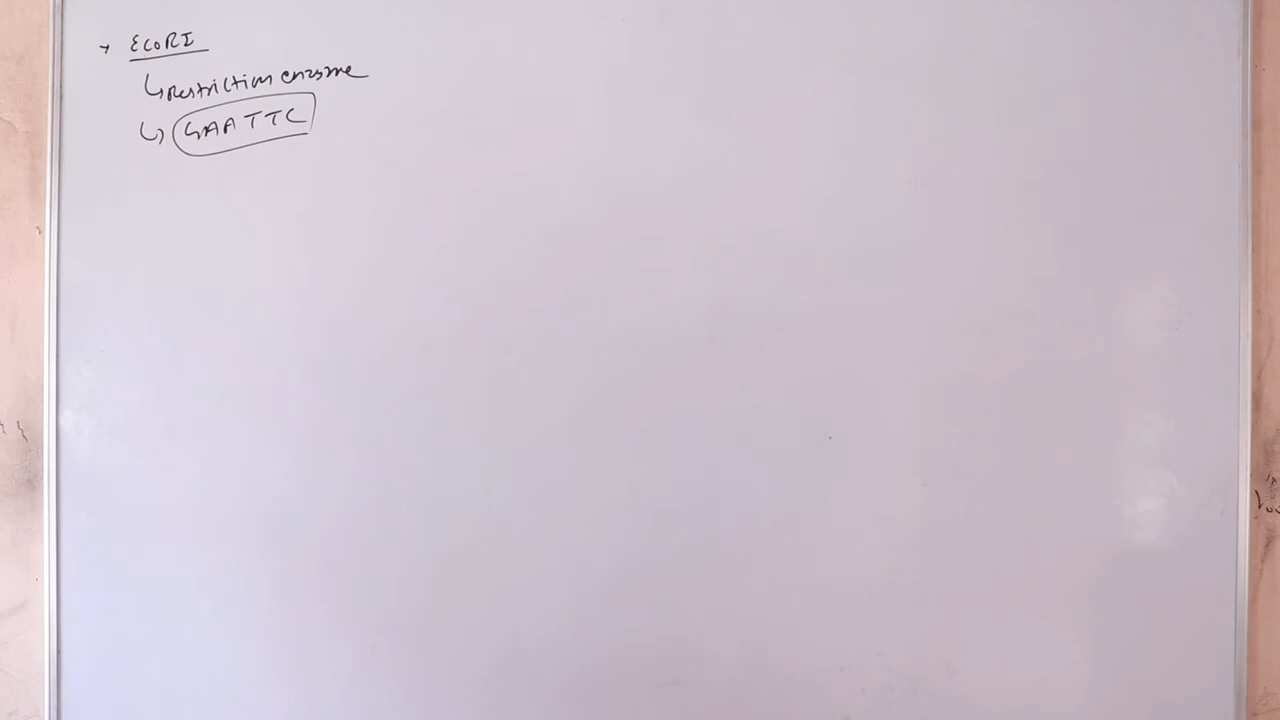 → EcoRI
↳ restriction enzyme
↳ GAATTC